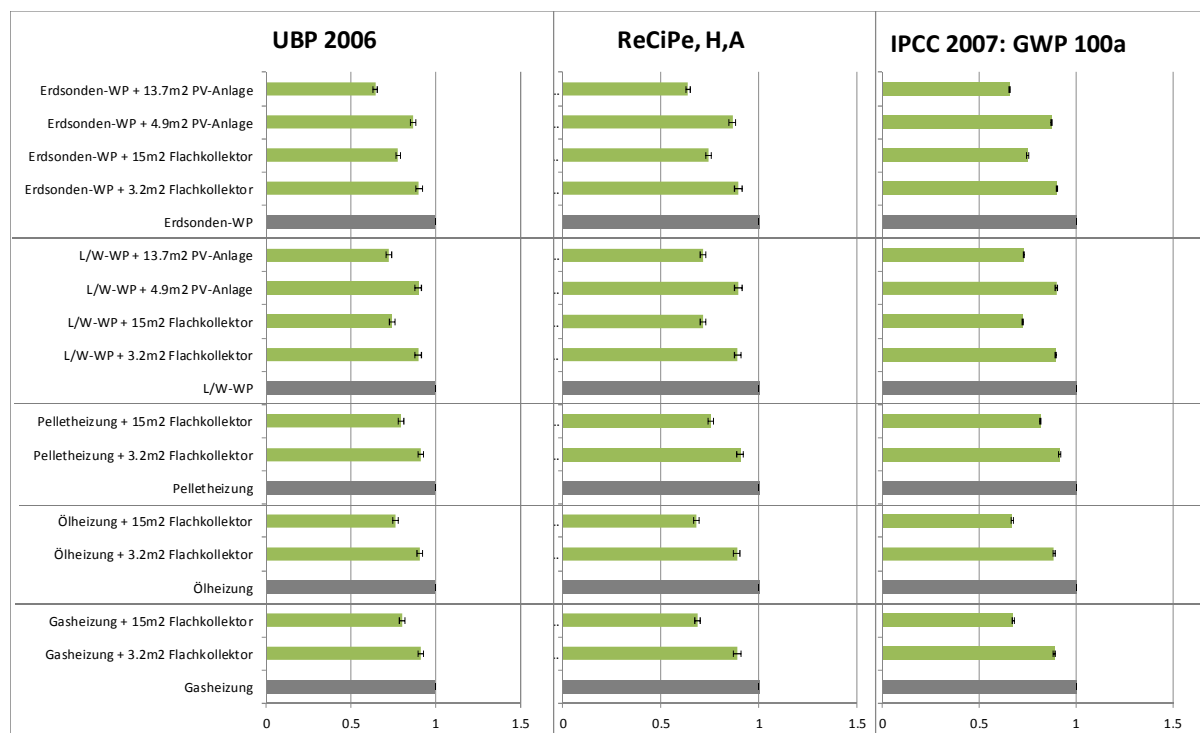 UBP 2006
ReCiPe, H,A
IPCC 2007: GWP 100a
Erdsonden-WP + 13.7m2 PV-Anlage
..
Erdsonden-WP + 4.9m2 PV-Anlage
..
Erdsonden-WP + 15m2 Flachkollektor
..
Erdsonden-WP + 3.2m2 Flachkollektor
..
Erdsonden-WP
L/W-WP + 13.7m2 PV-Anlage
..
L/W-WP + 4.9m2 PV-Anlage
..
L/W-WP + 15m2 Flachkollektor
..
L/W-WP + 3.2m2 Flachkollektor
..
L/W-WP
Pelletheizung + 15m2 Flachkollektor
..
Pelletheizung + 3.2m2 Flachkollektor
..
Pelletheizung
Ölheizung + 15m2 Flachkollektor
..
Ölheizung + 3.2m2 Flachkollektor
..
Ölheizung
Gasheizung + 15m2 Flachkollektor
..
Gasheizung + 3.2m2 Flachkollektor
..
Gasheizung
0 0.5 1 1.5
0 0.5 1 1.5
0 0.5 1 1.5